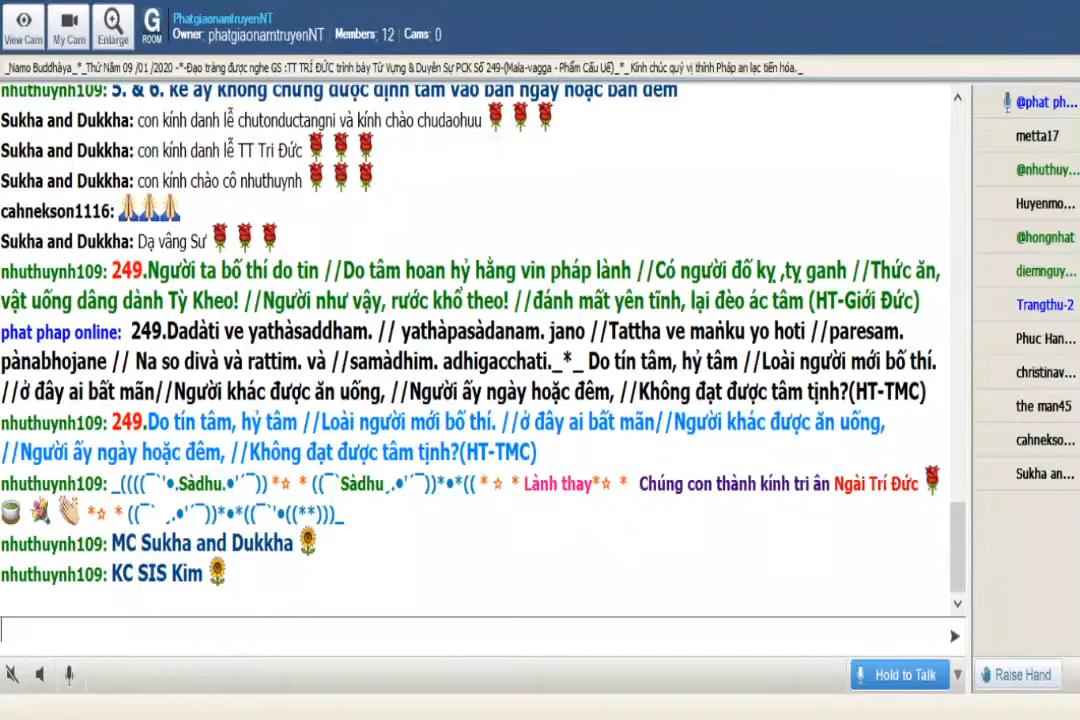 View Cam
My Cam
Enlarge
G
ROOM
PhatgiaonamtruyenNT
Owner: phatgiaonamtruyenNT Members: 12 Cams: 0
_Namo Buddhàya_*_Thứ Năm 09 /01 /2020 -*-Đạo tràng được nghe GS :TT TRÍ ĐỨC trình bày Từ Vựng & Duyên Sự PCK Số 249-(Mala-vagga - Phẩm Cấu Uế)_*_ Kính chúc quý vị thính Pháp an lạc tiến hóa._
nhuthuynh109: 5. & 6. kẻ ấy không chứng được định tâm vào ban ngày hoặc ban đêm
Sukha and Dukkha: con kính danh lễ chutonductangni và kính chào chudaohuu
Sukha and Dukkha: con kính danh lễ TT Tri Đức
Sukha and Dukkha: con kính chào cô nhuthuynh
cahnekson1116:
Sukha and Dukkha: Dạ vâng Sư
nhuthuynh109: 249.Người ta bố thí do tin //Do tâm hoan hỷ hằng vin pháp lành //Có người đố kỵ ,tỵ ganh //Thức ăn,
vật uống dâng dành Tỳ Kheo! //Người như vậy, rước khổ theo! //đánh mất yên tĩnh, lại đèo ác tâm (HT-Giới Đức)
phat phap online: 249.Dadàti ve yathàsaddham. // yathàpasàdanam. jano //Tattha ve maṅku yo hoti //paresam.
pànabhojane // Na so divà và rattim. và //samàdhim. adhigacchati._*_ Do tín tâm, hỷ tâm //Loài người mới bố thí.
//ở đây ai bất mãn//Người khác được ăn uống, //Người ấy ngày hoặc đêm, //Không đạt được tâm tịnh?(HT-TMC)
nhuthuynh109: 249.Do tín tâm, hỷ tâm //Loài người mới bố thí. //ở đây ai bất mãn//Người khác được ăn uống,
//Người ấy ngày hoặc đêm, //Không đạt được tâm tịnh?(HT-TMC)
nhuthuynh109: _((((¯`'•.Sàdhu.•'´¯)) *☆ * ((¯`Sàdhu¸.•'´¯))*•*(( * ☆ * Lành thay*☆ * Chúng con thành kính tri ân Ngài Trí Đức
*☆ * ((¯` ¸.•'´¯))*•*((¯`'•((**)))_
nhuthuynh109: MC Sukha and Dukkha
nhuthuynh109: KC SIS Kim
@phat ph...
metta17
@nhuthuy...
Huyenmo...
@hongnhat
diemnguy...
Trangthu-2
Phuc Han...
christinav...
the man45
cahnekso...
Sukha an...
Hold to Talk
Raise Hand